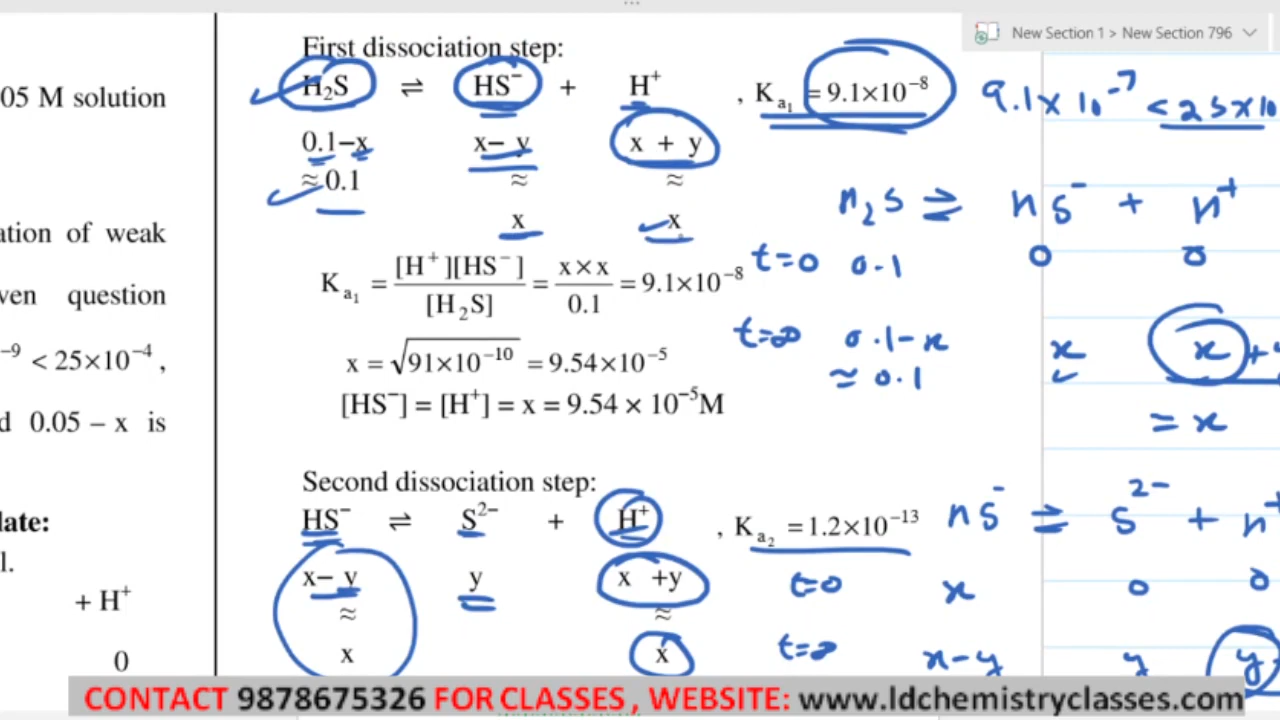 New Section 1 > New Section 796
05 M solution
ation of weak
ven question
⁻⁹ < 25×10⁻⁴ ,
d 0.05 – x is
late:
l.
+ H⁺
0
First dissociation step:
H₂S ⇌ HS⁻ + H⁺ , Kₐ₁ = 9.1×10⁻⁸
0.1–x x– y x + y
≈ 0.1 ≈ ≈
x x
Kₐ₁ = [H⁺][HS⁻] / [H₂S] = x × x / 0.1 = 9.1×10⁻⁸
x = √91×10⁻¹⁰ = 9.54×10⁻⁵
[HS⁻] = [H⁺] = x = 9.54 × 10⁻⁵M
Second dissociation step:
HS⁻ ⇌ S²⁻ + H⁺ , Kₐ₂ = 1.2×10⁻¹³
x– y y x +y
≈ ≈
x x
9.1 × 10⁻⁷ < 25 × 10
H₂S ⇌ HS⁻ + H⁺
t=0 0.1 0 0
t=∞ 0.1-x x x +
≈ 0.1
= x
HS⁻ ⇌ S²⁻ + H⁺
t=0 x 0 0
t=∞ x-y y y
CONTACT 9878675326 FOR CLASSES , WEBSITE: www.ldchemistryclasses.com